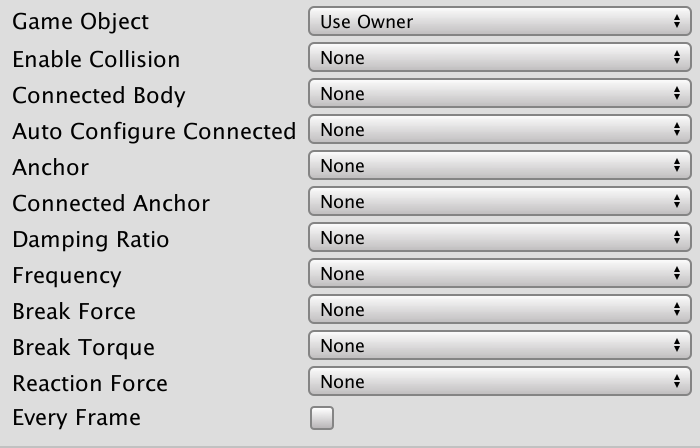 Game Object Use Owner
Enable Collision None
Connected Body None
Auto Configure Connected None
Anchor None
Connected Anchor None
Damping Ratio None
Frequency None
Break Force None
Break Torque None
Reaction Force None
Every Frame